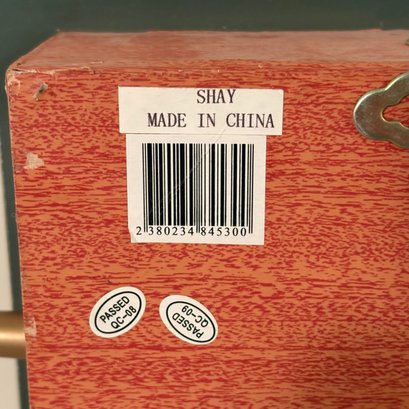 SHAY
MADE IN CHINA
2 380234 845300
PASSED
QC-08
PASSED
QC-09